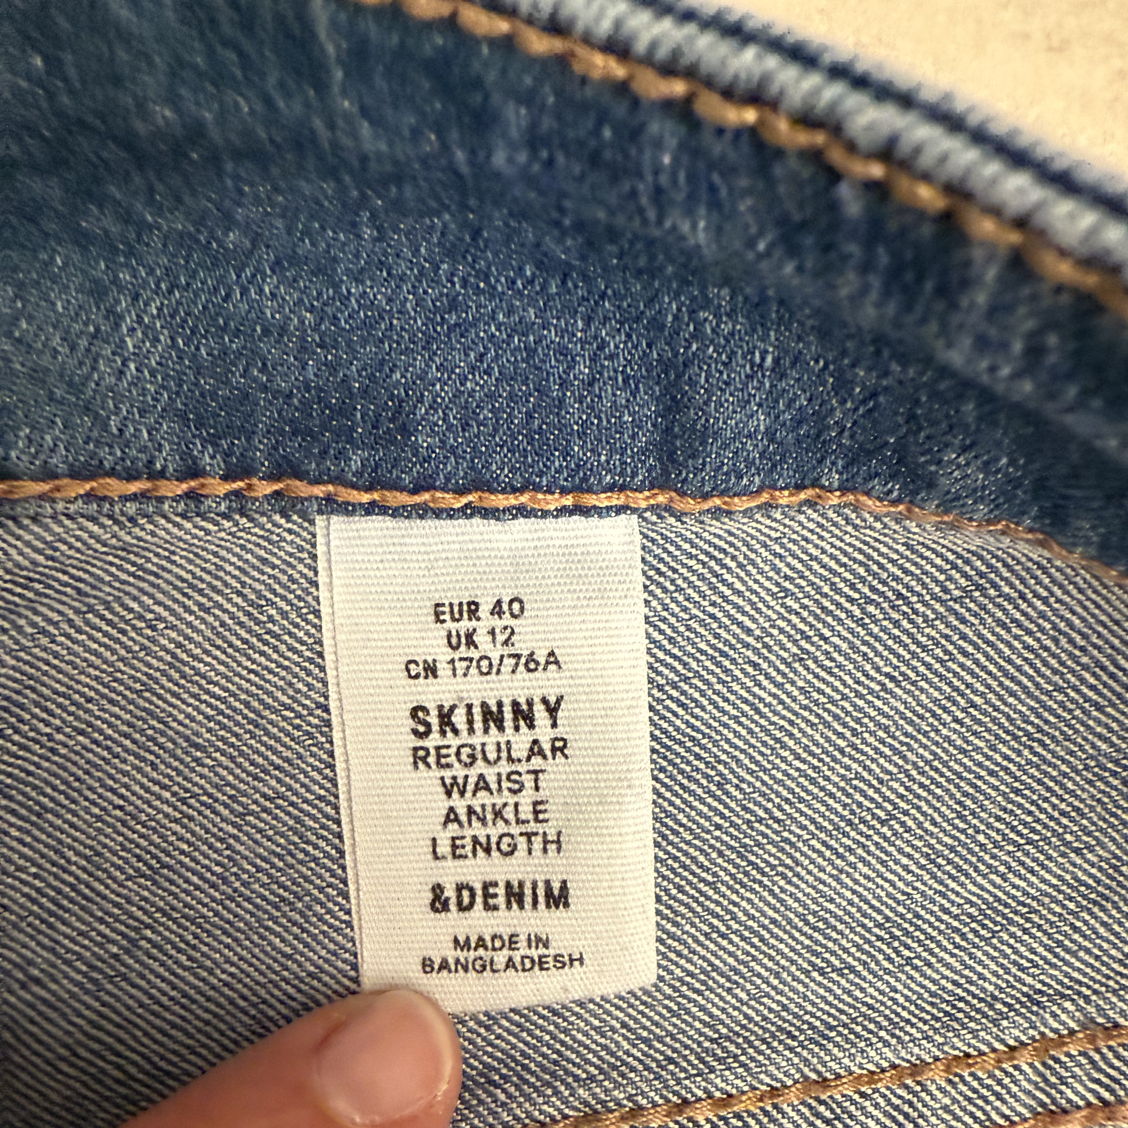 EUR 40
UK 12
CN 170/76A
SKINNY
REGULAR
WAIST
ANKLE
LENGTH
&DENIM
MADE IN
BANGLADESH